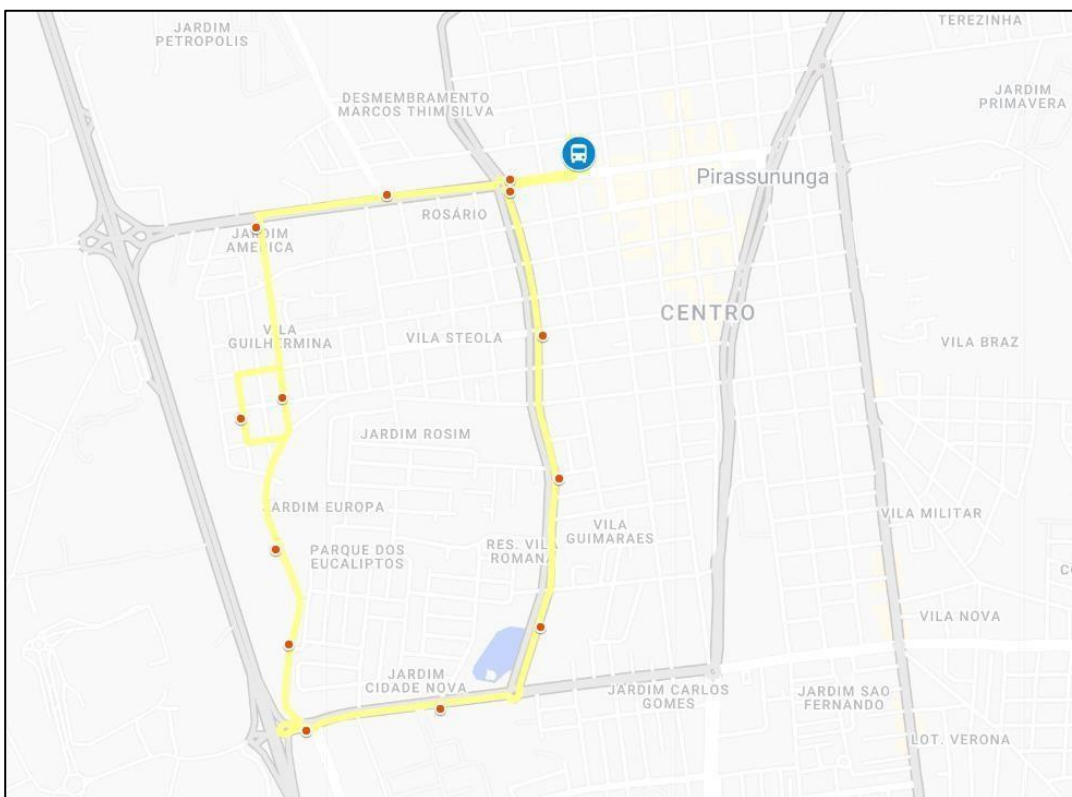 TEREZINHA
JARDIM
PETROPOLIS
JARDIM
PRIMAVERA
DESMEMBRAMENTO
MARCOS THIM SILVA
Pirassununga
ROSÁRIO
JARDIM
AMERICA
CENTRO
VILA
GUILHERMINA
VILA STEOLA
VILA BRAZ
JARDIM ROSIM
JARDIM EUROPA
VILA MILITAR
VILA
GUIMARAES
RES. VILA
ROMANA
PARQUE DOS
EUCALIPTOS
VILA NOVA
JARDIM
CIDADE NOVA
JARDIM CARLOS
GOMES
JARDIM SAO
FERNANDO
LOT. VERONA